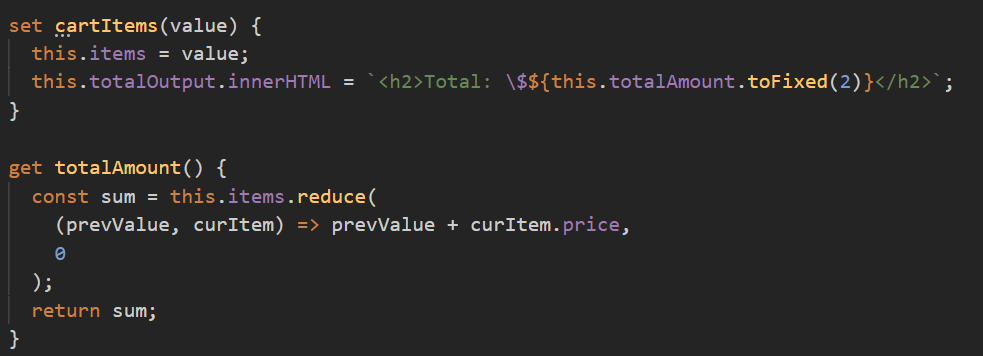 set cartItems(value) {
  this.items = value;
  this.totalOutput.innerHTML = `<h2>Total: \$${this.totalAmount.toFixed(2)}</h2>`;
}

get totalAmount() {
  const sum = this.items.reduce(
    (prevValue, curItem) => prevValue + curItem.price,
    0
  );
  return sum;
}